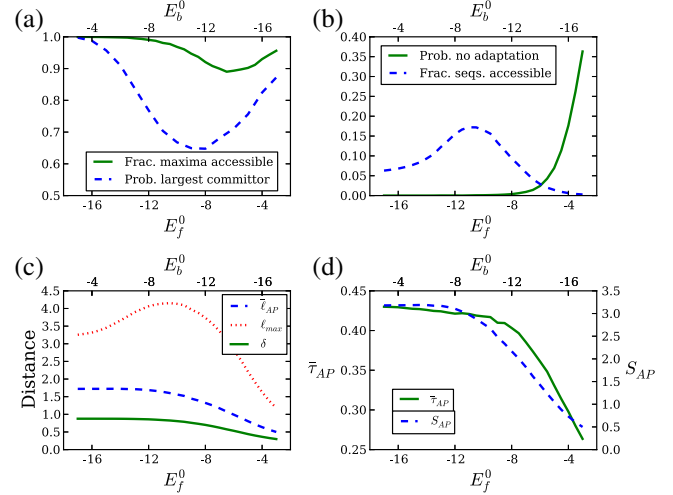 (a)
E_b^0
-4 -9 -14
1.0
0.9
0.8
0.7
0.6
0.5
Frac. maxima accessible
Prob. largest committor
-16 -12 -8 -4
E_f^0
(b)
E_b^0
-4 -9 -12 -16
0.40
0.35
0.30
0.25
0.20
0.15
0.10
0.05
0.00
Prob. no adaptation
Frac. seqs. accessible
-16 -12 -8 -4
E_f^0
(c)
E_b^0
-4 -9 -12 -16
Distance
4.5
4.0
3.5
3.0
2.5
2.0
1.5
1.0
0.5
0.0
ℓ̄_AP
ℓ_max
δ
-16 -12 -8 -4
E_f^0
(d)
E_b^0
-4 -9 -12 -16
τ̄_AP
0.45
0.40
0.35
0.30
0.25
τ̄_AP
S_AP
3.5
3.0
2.5
2.0
1.5
1.0
0.5
0.0
S_AP
-16 -12 -8 -4
E_f^0